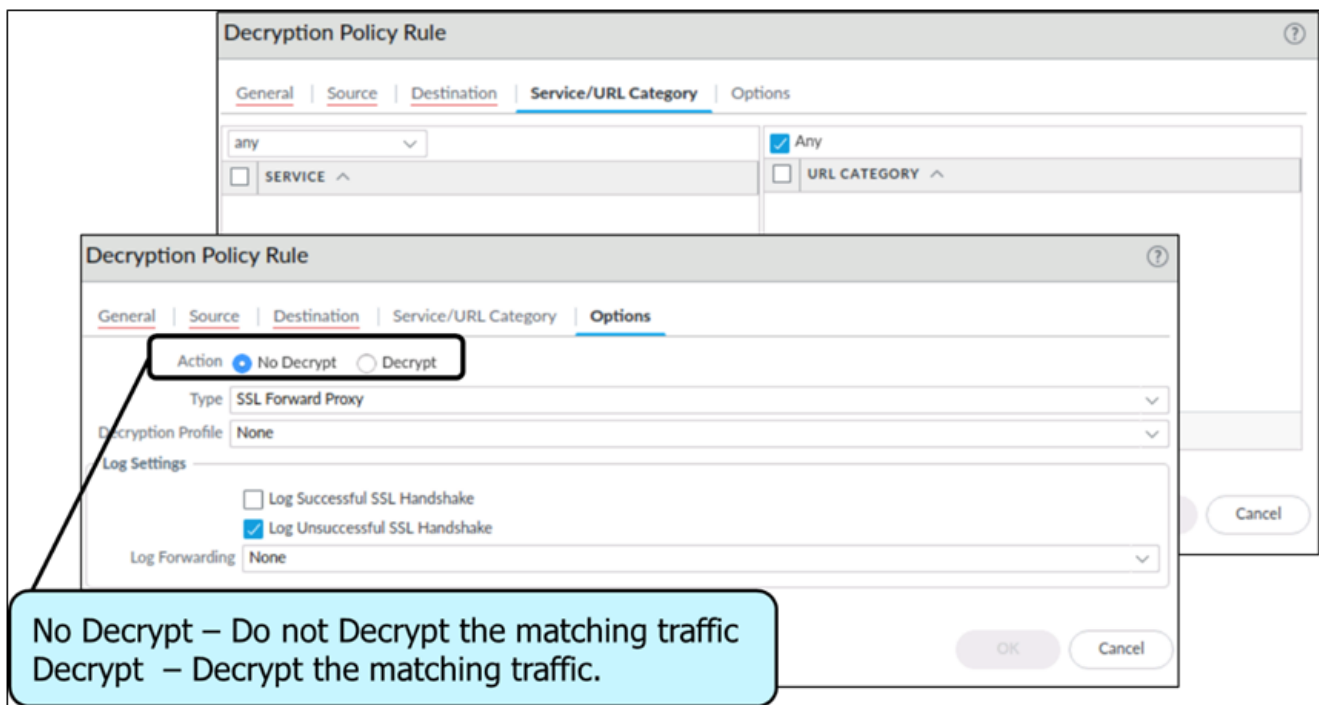 Decryption Policy Rule
General | Source | Destination | Service/URL Category | Options
any
Any
SERVICE
URL CATEGORY
Cancel
Decryption Policy Rule
General | Source | Destination | Service/URL Category | Options
Action No Decrypt Decrypt
Type SSL Forward Proxy
Decryption Profile None
Log Settings
Log Successful SSL Handshake
Log Unsuccessful SSL Handshake
Log Forwarding None
OK Cancel
No Decrypt – Do not Decrypt the matching traffic
Decrypt – Decrypt the matching traffic.